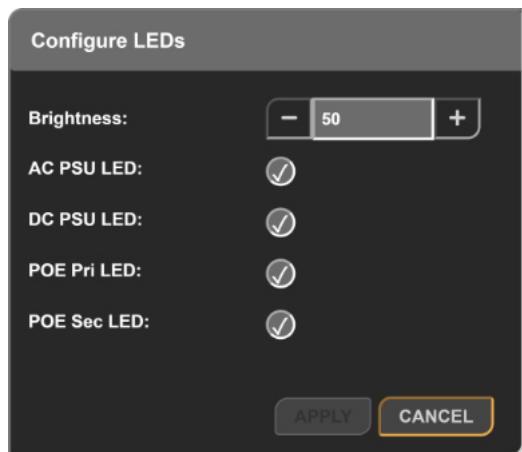 Configure LEDs
Brightness: − 50 +
AC PSU LED:
DC PSU LED:
POE Pri LED:
POE Sec LED:
APPLY CANCEL